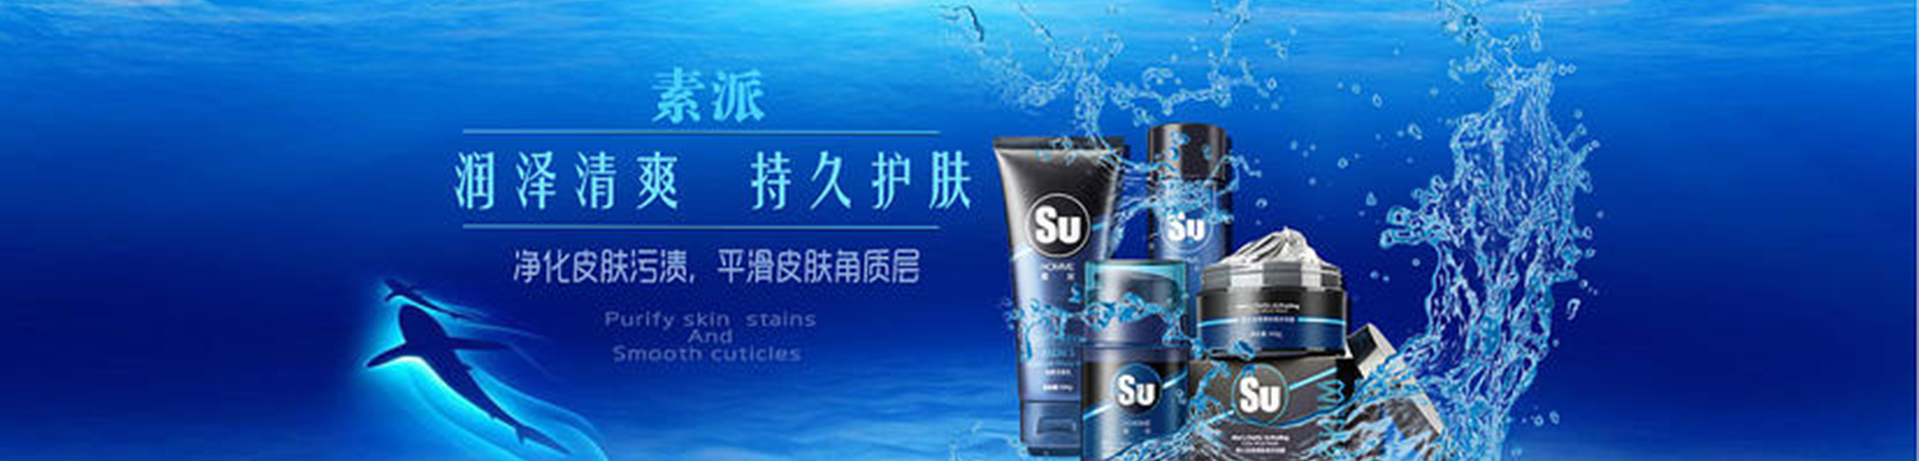 素派
润泽清爽 持久护肤
净化皮肤污渍, 平滑皮肤角质层
Purify skin stains
And
Smooth cuticles
Su
HOMME
Su
Su
Su